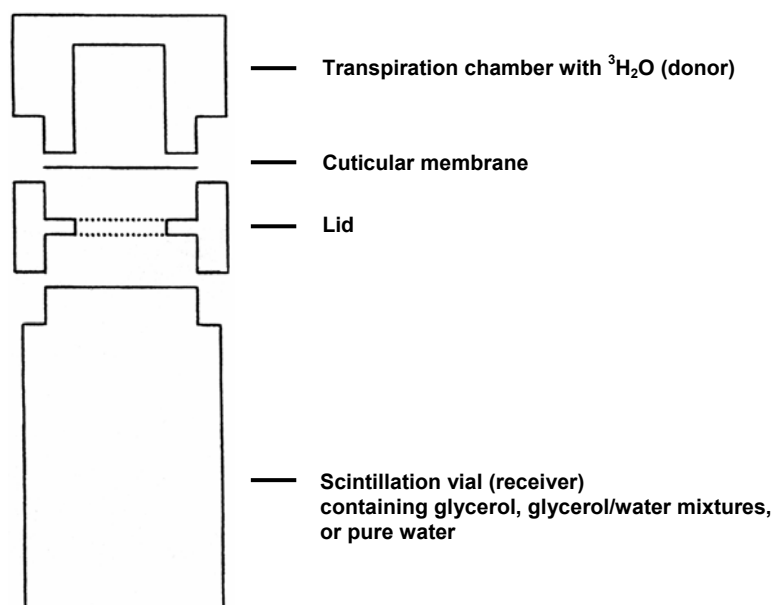 Transpiration chamber with ³H₂O (donor)
Cuticular membrane
Lid
Scintillation vial (receiver)
containing glycerol, glycerol/water mixtures,
or pure water